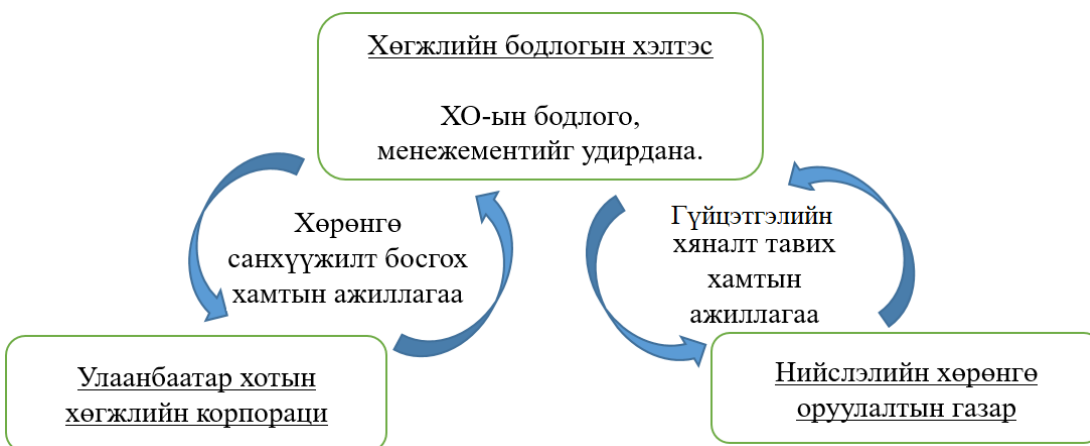 Хөгжлийн бодлогын хэлтэс
ХО-ын бодлого,
менежементийг удирдана.
Хөрөнгө
санхүүжилт босгох
хамтын ажиллагаа
Гүйцэтгэлийн
хяналт тавих
хамтын
ажиллагаа
Улаанбаатар хотын
хөгжлийн корпораци
Нийслэлийн хөрөнгө
оруулалтын газар